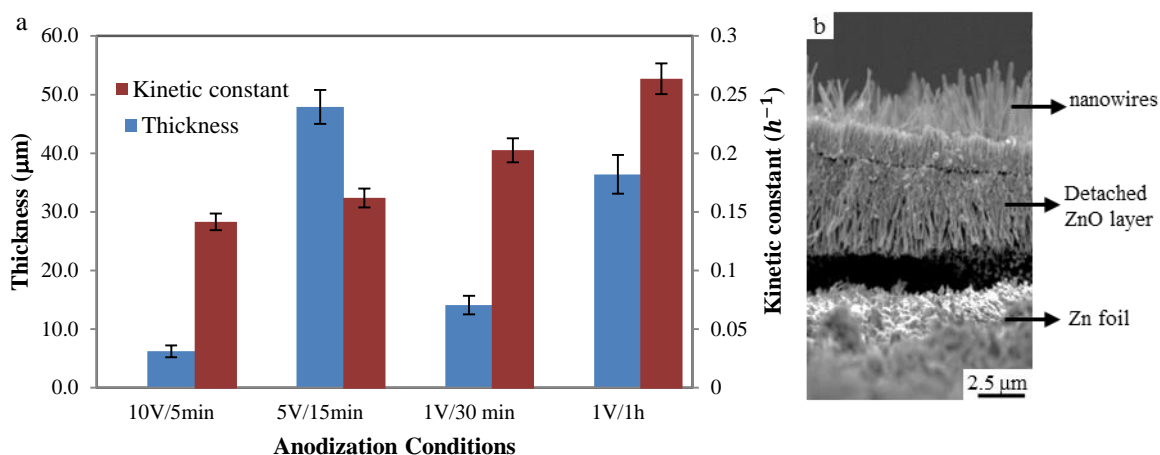 a
60.0
50.0
40.0
30.0
20.0
10.0
0.0
Thickness (µm)
Kinetic constant
Thickness
0.3
0.25
0.2
0.15
0.1
0.05
0
Kinetic constant (h⁻¹)
10V/5min
5V/15min
1V/30 min
1V/1h
Anodization Conditions
b
nanowires
Detached
ZnO layer
Zn foil
2.5 µm